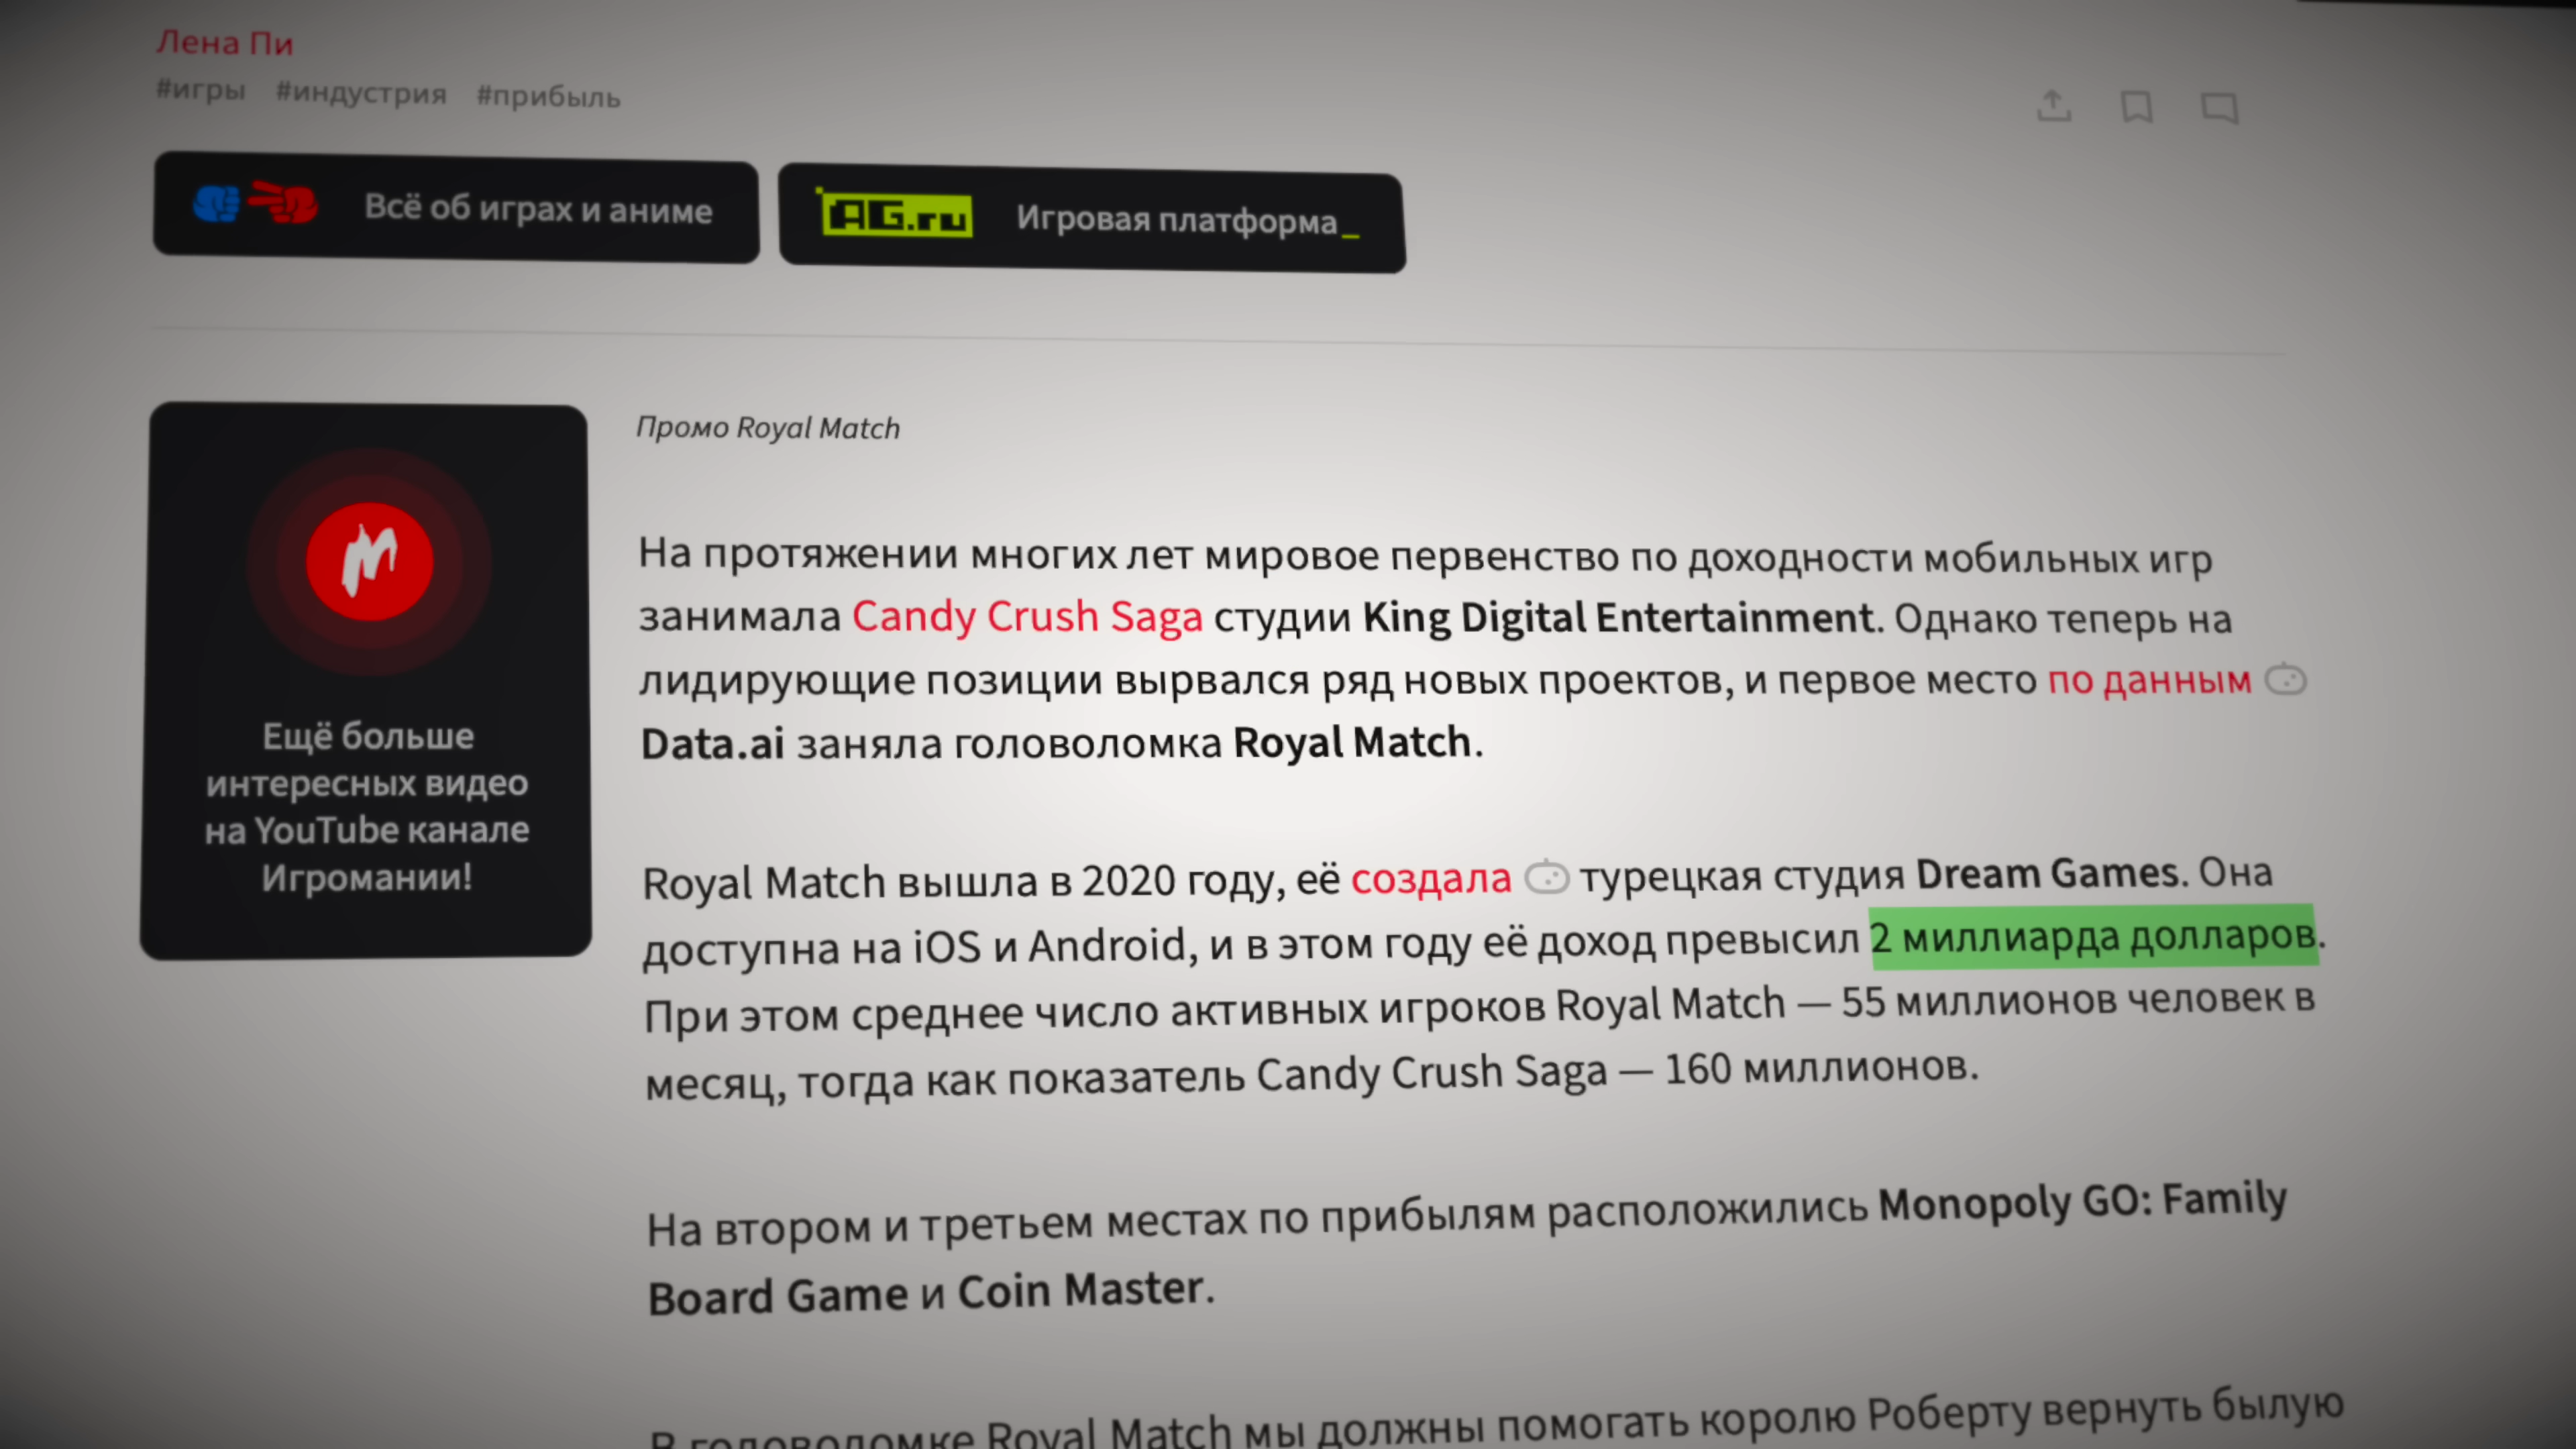 Лена Пи
#игры #индустрия #прибыль
Всё об играх и аниме
AG.ru Игровая платформа_
Ещё больше
интересных видео
на YouTube канале
Игромании!
Промо Royal Match
На протяжении многих лет мировое первенство по доходности мобильных игр
занимала Candy Crush Saga студии King Digital Entertainment. Однако теперь на
лидирующие позиции вырвался ряд новых проектов, и первое место по данным
Data.ai заняла головоломка Royal Match.
Royal Match вышла в 2020 году, её создала турецкая студия Dream Games. Она
доступна на iOS и Android, и в этом году её доход превысил 2 миллиарда долларов.
При этом среднее число активных игроков Royal Match — 55 миллионов человек в
месяц, тогда как показатель Candy Crush Saga — 160 миллионов.
На втором и третьем местах по прибылям расположились Monopoly GO: Family
Board Game и Coin Master.
В головоломке Royal Match мы должны помогать королю Роберту вернуть былую